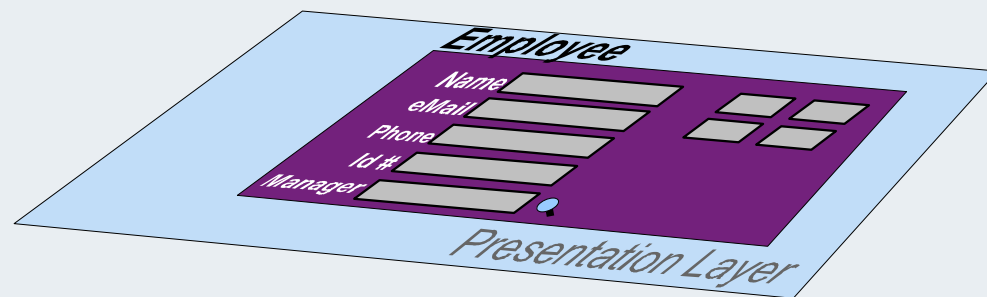 Employee
Name
eMail
Phone
Id #
Manager
Presentation Layer